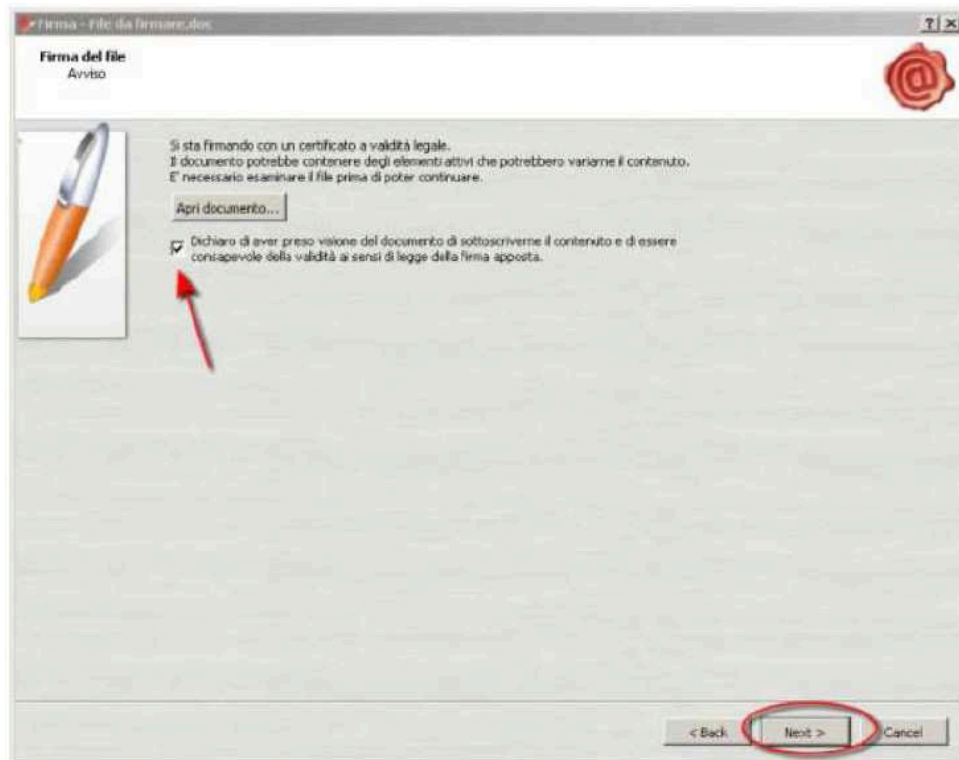 Firma - File da firmare.doc
Firma del file
Avviso
Si sta firmando con un certificato a validità legale.
Il documento potrebbe contenere degli elementi attivi che potrebbero variarne il contenuto.
E' necessario esaminare il file prima di poter continuare.
Apri documento...
Dichiaro di aver preso visione del documento di sottoscriverne il contenuto e di essere
consapevole della validità ai sensi di legge della firma apposta.
< Back Next > Cancel